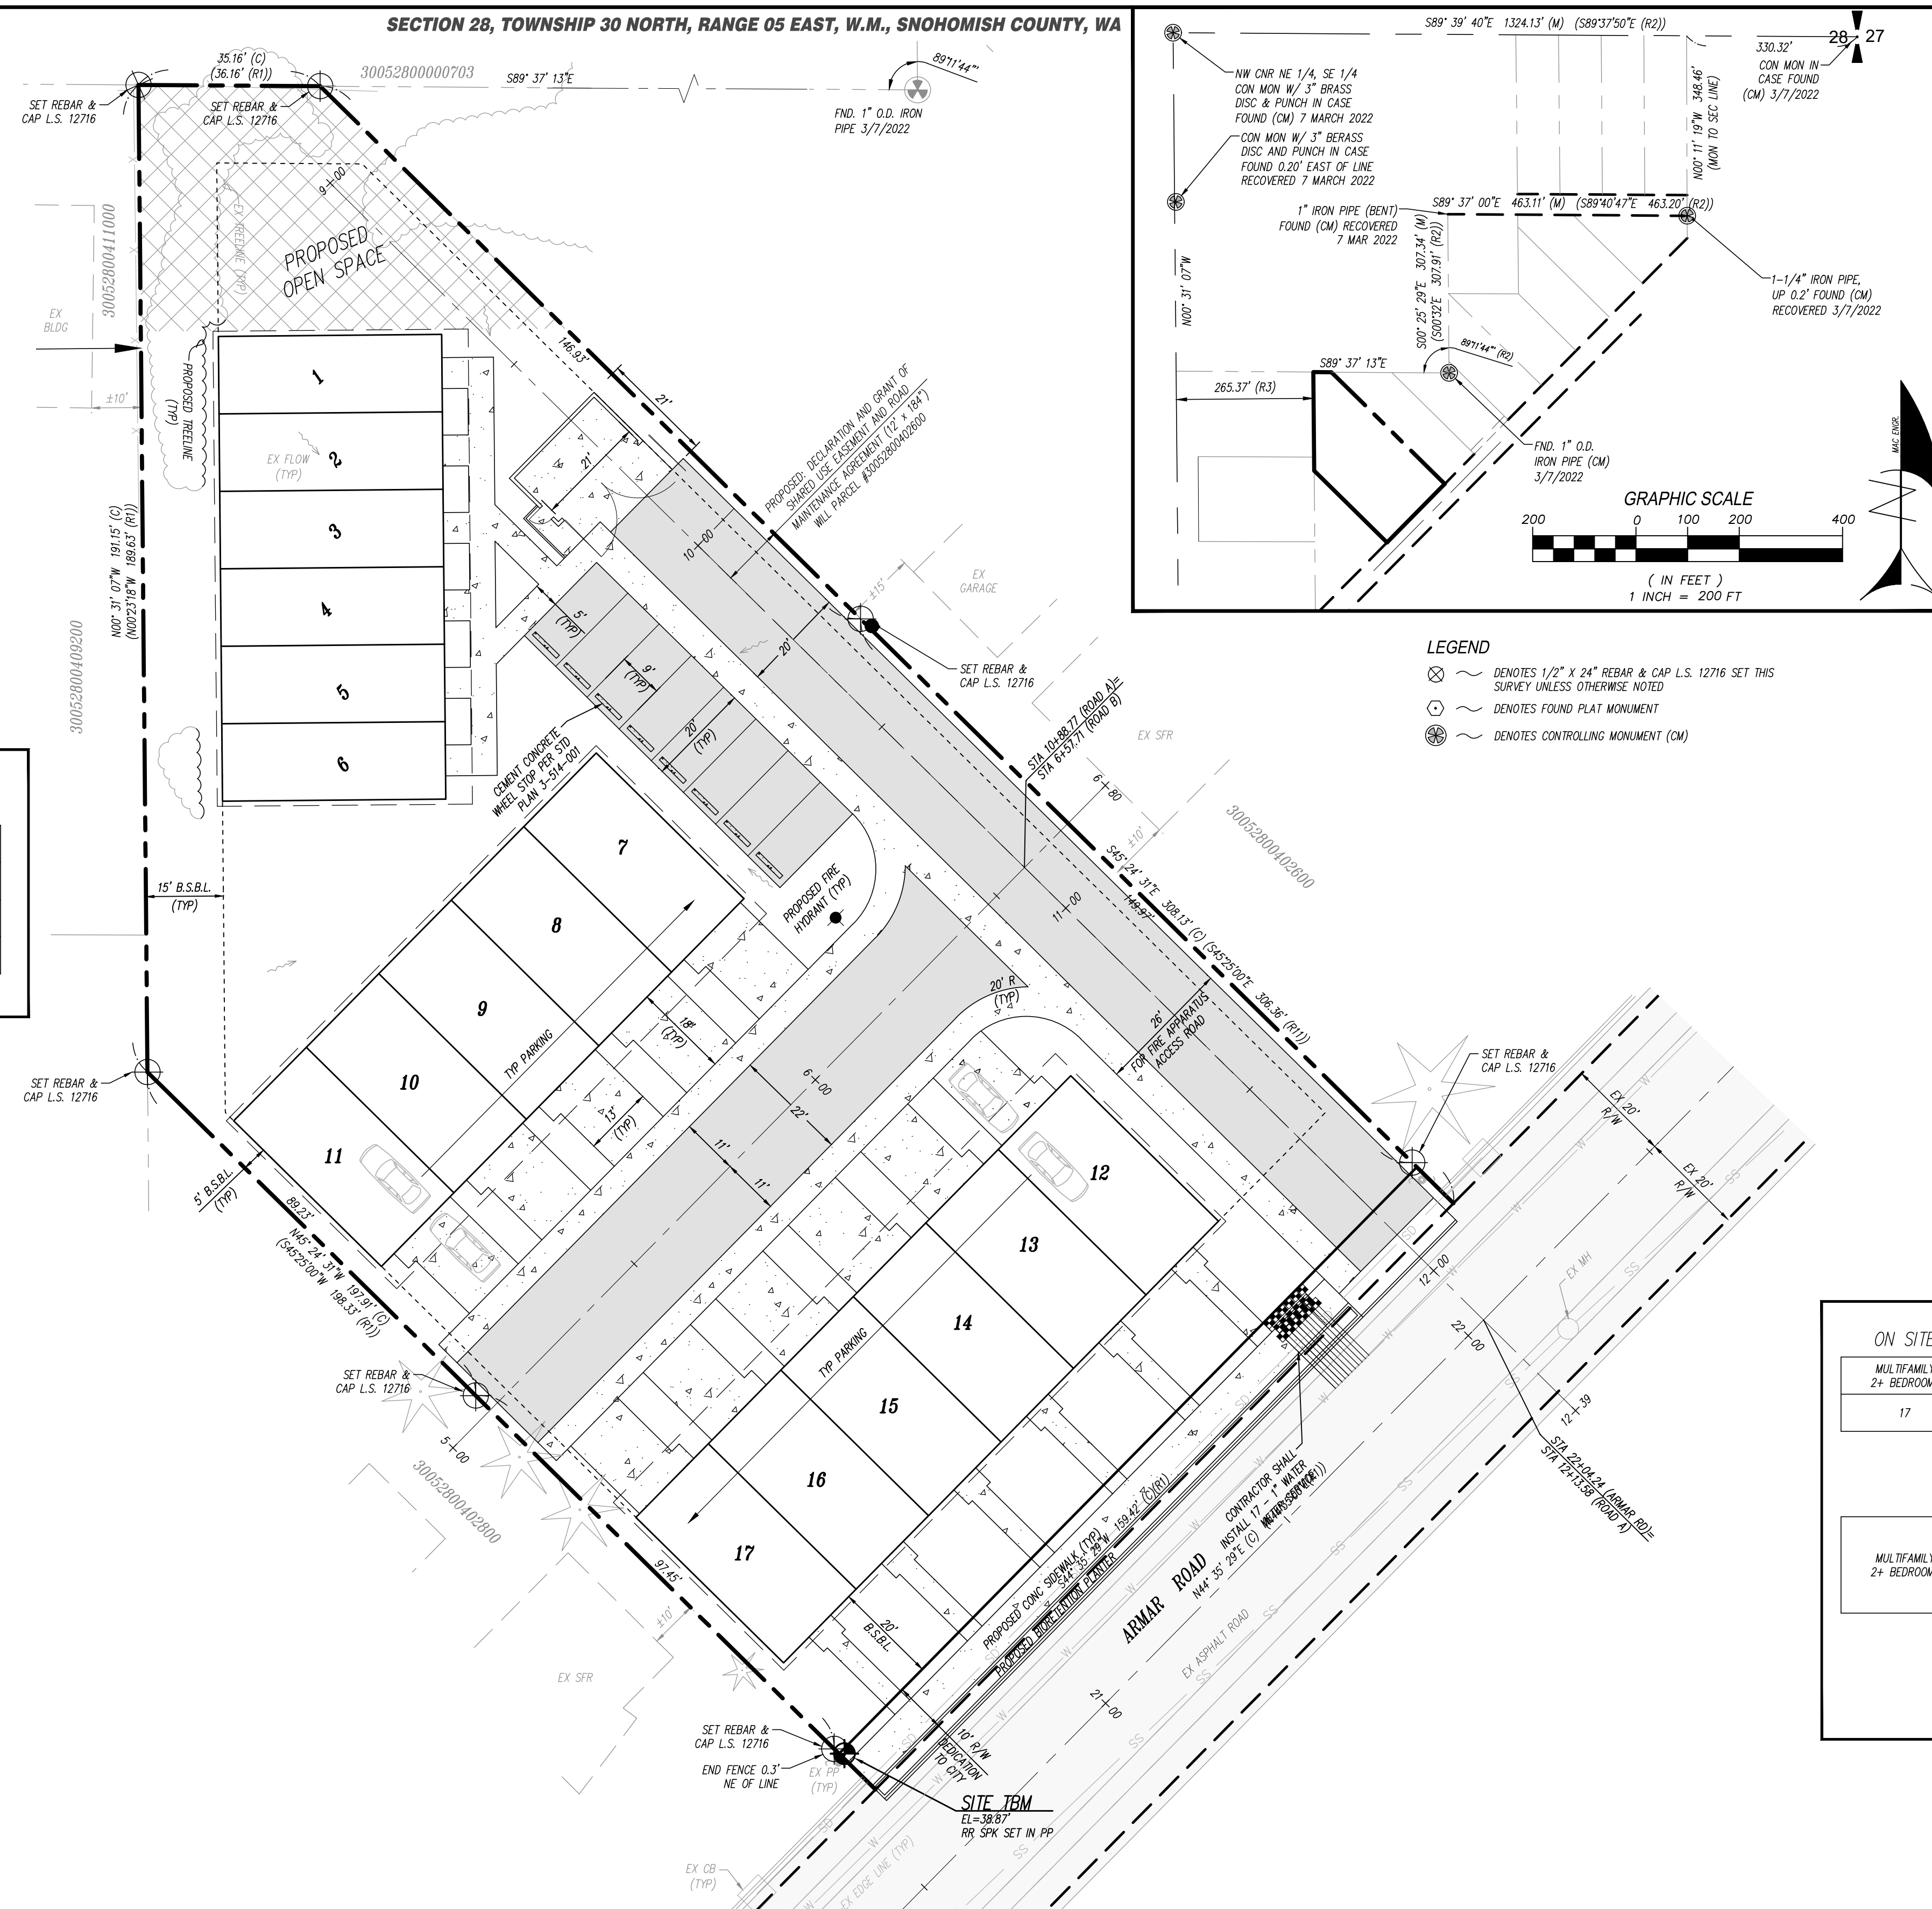 SECTION 28, TOWNSHIP 30 NORTH, RANGE 05 EAST, W.M., SNOHOMISH COUNTY, WA
35.16' (C)
(36.16' (R1))
30052800000703
S89° 37' 13"E
89°11'44"'
SET REBAR &
CAP L.S. 12716
SET REBAR &
CAP L.S. 12716
FND. 1" O.D. IRON
PIPE 3/7/2022
9+00
EX TREELINE (TYP)
PROPOSED
OPEN SPACE
30052800411000
EX
BLDG
±10'
PROPOSED TREELINE
(TYP)
146.93'
21'
PROPOSED: DECLARATION AND GRANT OF
SHARED USE EASEMENT AND ROAD
MAINTENANCE AGREEMENT (12' x 184")
WILL PARCEL #30052800402600
1
2
3
4
5
6
EX FLOW
(TYP)
21'
N00° 31' 07"W 191.15' (C)
(N00°23'18"W 189.63' (R1))
30052800409200
10+00
±15'
EX
GARAGE
5'
(TYP)
9'
(TYP)
20'
20'
(TYP)
SET REBAR &
CAP L.S. 12716
CEMENT CONCRETE
WHEEL STOP PER STD
PLAN 3-514-001
STA 10+88.77 (ROAD A)=
STA 6+57.71 (ROAD B)
EX SFR
6+80
±10'
30052800402600
S45° 24' 31"E 308.13' (C) (S45°25'00"E 306.36' (R11))
149.97'
11+00
7
8
9
10
11
PROPOSED FIRE
HYDRANT (TYP)
15' B.S.B.L.
(TYP)
TYP PARKING
18'
(TYP)
13'
(TYP)
20' R
(TYP)
26'
FOR FIRE APPARATUS
ACCESS ROAD
6+00
22'
11'
11'
SET REBAR &
CAP L.S. 12716
SET REBAR &
CAP L.S. 12716
EX 20'
R/W
EX 20'
R/W
5' B.S.B.L.
(TYP)
89.23'
N45° 24' 31"W 197.91' (C)
(S45°25'00"W 198.33' (R1))
SET REBAR &
CAP L.S. 12716
5+00
30052800402800
12
13
14
15
16
17
TYP PARKING
12+00
EX MH
22+00
12+39
STA 22+04.24 (ARMAR RD)=
STA 12+13.58 (ROAD A)
CONTRACTOR SHALL
INSTALL 17 - 1" WATER
N44° 35' 29"E (C)
ARMAR ROAD
EX ASPHALT ROAD
PROPOSED CONC SIDEWALK (TYP)
S44° 35' 29"W 159.42' (C)(R1)
PROPOSED BIORETENTION PLANTER
97.45'
±10'
EX SFR
20'
B.S.B.L.
21+00
10' R/W
DEDICATION
TO CITY
SET REBAR &
CAP L.S. 12716
END FENCE 0.3'
NE OF LINE
EX PP
(TYP)
SITE TBM
EL=38.87'
RR SPK SET IN PP
EX CB
(TYP)
EX EDGE LINE (TYP)
SD
SD
SD
SD
SD
W
W
W
W
W
W
W
W
W
W
W
W
SS
SS
SS
SS
SS
SS
SS
SS
SS
S89° 39' 40"E 1324.13' (M) (S89°37'50"E (R2))
28 27
330.32'
CON MON IN
CASE FOUND
(CM) 3/7/2022
NW CNR NE 1/4, SE 1/4
CON MON W/ 3" BRASS
DISC & PUNCH IN CASE
FOUND (CM) 7 MARCH 2022
CON MON W/ 3" BERASS
DISC AND PUNCH IN CASE
FOUND 0.20' EAST OF LINE
RECOVERED 7 MARCH 2022
N00° 11' 19"W 348.46'
(MON TO SEC LINE)
1" IRON PIPE (BENT)
FOUND (CM) RECOVERED
7 MAR 2022
S89° 37' 00"E 463.11' (M) (S89°40'47"E 463.20' (R2))
S00° 25' 29"E 307.34' (M)
(S00°32'E 307.91' (R2))
1-1/4" IRON PIPE,
UP 0.2' FOUND (CM)
RECOVERED 3/7/2022
N00° 31' 07"W
S89° 37' 13"E
89°11'44"' (R2)
265.37' (R3)
FND. 1" O.D.
IRON PIPE (CM)
3/7/2022
MAC ENGR.
GRAPHIC SCALE
200 0 100 200 400
( IN FEET )
1 INCH = 200 FT
LEGEND
DENOTES 1/2" X 24" REBAR & CAP L.S. 12716 SET THIS
SURVEY UNLESS OTHERWISE NOTED
DENOTES FOUND PLAT MONUMENT
DENOTES CONTROLLING MONUMENT (CM)
ON SITE
MULTIFAMILY
2+ BEDROOM
17
MULTIFAMILY
2+ BEDROOM